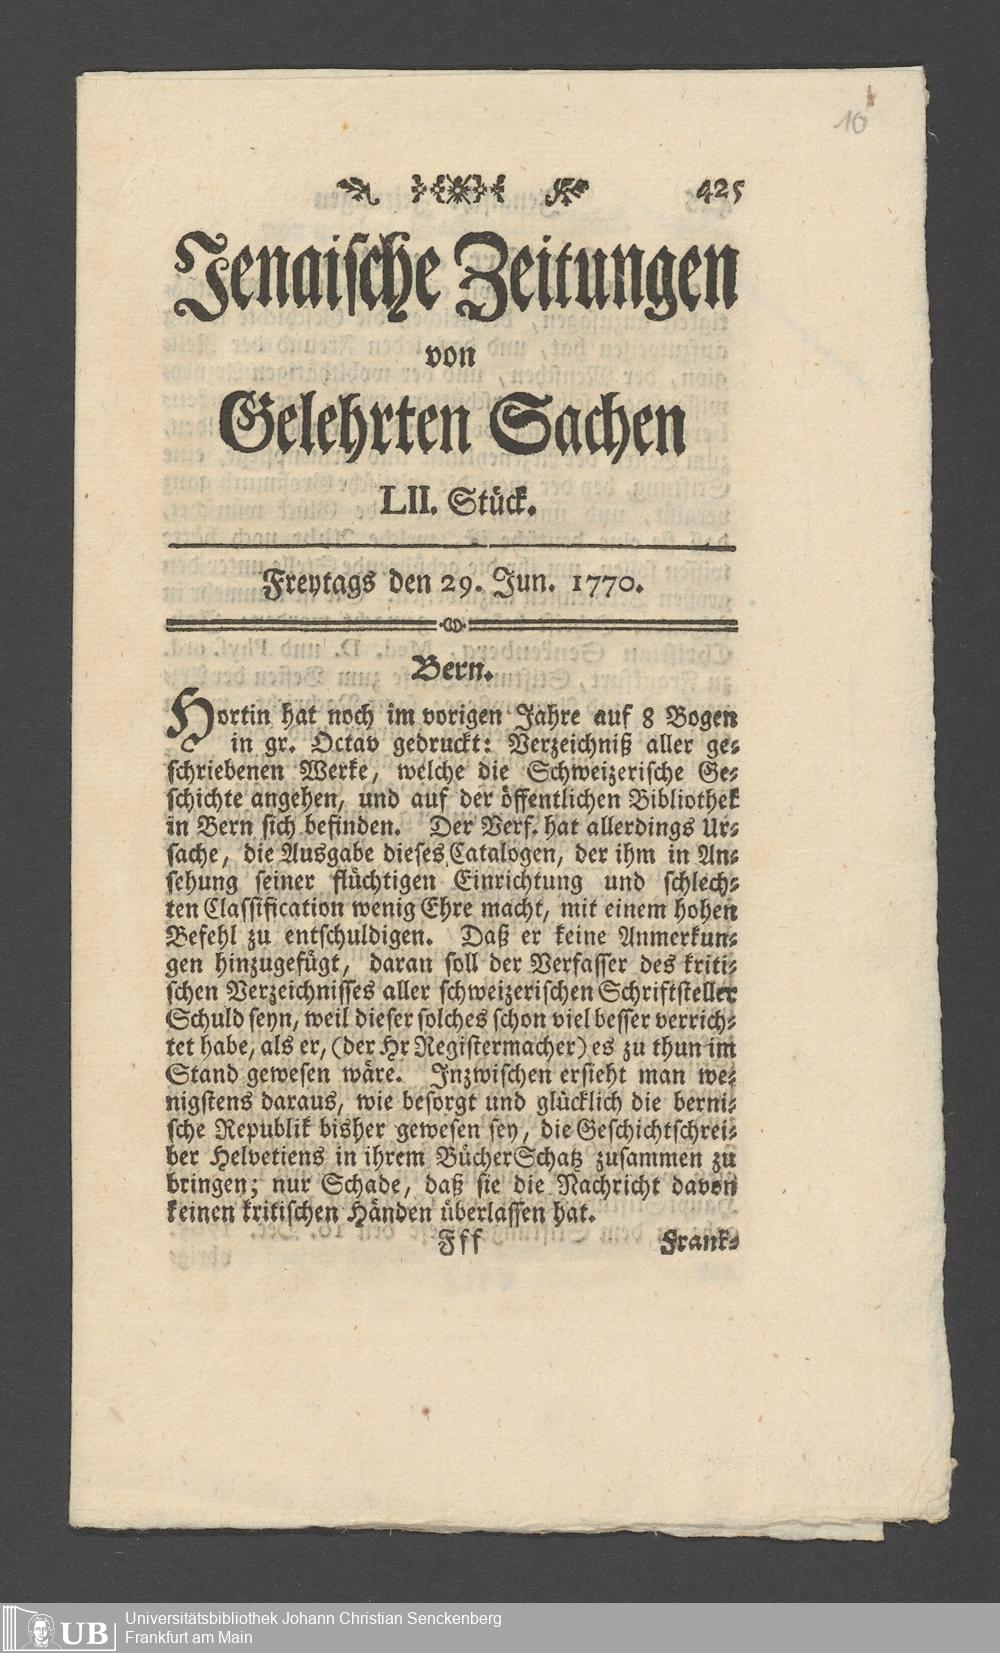 10
425
Jenaische Zeitungen
von
Gelehrten Sachen
LII. Stück.
Freytags den 29. Jun. 1770.
Bern.
Hortin hat noch im vorigen Jahre auf 8 Bogen
in gr. Octav gedruckt: Verzeichniß aller ge-
schriebenen Werke, welche die Schweizerische Ge-
schichte angehen, und auf der öffentlichen Bibliothek
in Bern sich befinden. Der Verf. hat allerdings Ur-
sache, die Ausgabe dieses Catalogen, der ihm in An-
sehung seiner flüchtigen Einrichtung und schlech-
ten Classification wenig Ehre macht, mit einem hohen
Befehl zu entschuldigen. Daß er keine Anmerkun-
gen hinzugefügt, daran soll der Verfasser des kriti-
schen Verzeichnisses aller schweizerischen Schriftsteller
Schuld seyn, weil dieser solches schon viel besser verrich-
tet habe, als er, (der Hr Registermacher) es zu thun im
Stand gewesen wäre. Inzwischen ersieht man we-
nigstens daraus, wie besorgt und glücklich die berni-
sche Republik bisher gewesen sey, die Geschichtschrei-
ber Helvetiens in ihrem BücherSchatz zusammen zu
bringen; nur Schade, daß sie die Nachricht davon
keinen kritischen Händen überlassen hat.
Fff Frank-
UB
Universitätsbibliothek Johann Christian Senckenberg
Frankfurt am Main